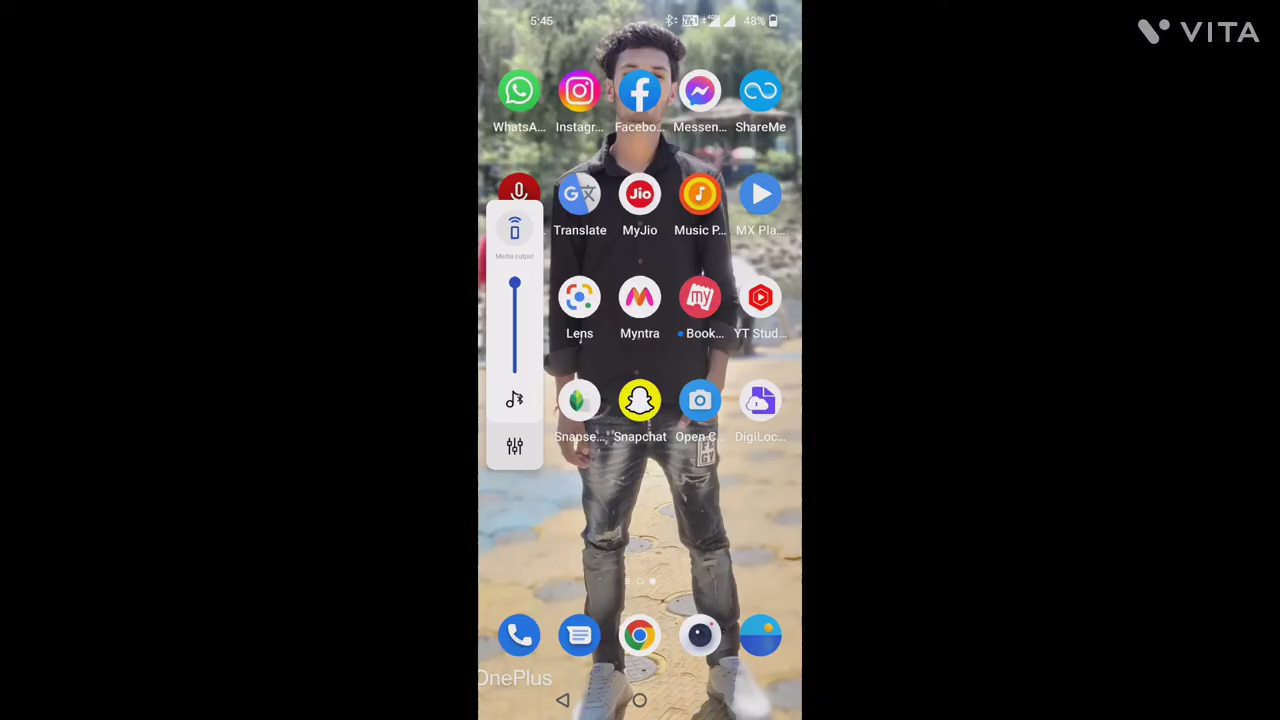 5:45
48%
VITA
WhatsA...
Instagr...
Facebo...
Messen...
ShareMe
Translate
MyJio
Music P...
MX Pla...
Media output
Lens
Myntra
Book...
YT Stud...
Snapse...
Snapchat
Open C...
DigiLoc...
OnePlus